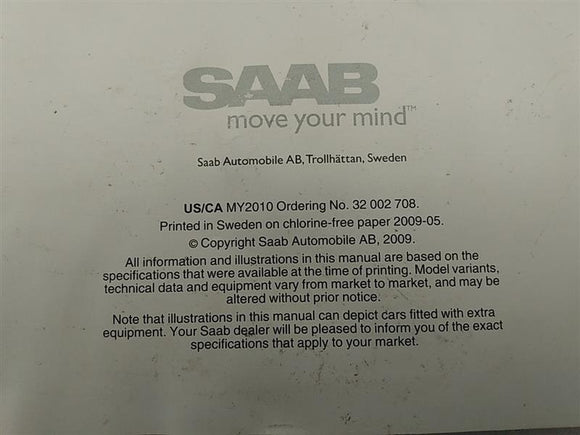 SAAB
move your mind™
Saab Automobile AB, Trollhättan, Sweden
US/CA MY2010 Ordering No. 32 002 708.
Printed in Sweden on chlorine-free paper 2009-05.
© Copyright Saab Automobile AB, 2009.
All information and illustrations in this manual are based on the
specifications that were available at the time of printing. Model variants,
technical data and equipment vary from market to market, and may be
altered without prior notice.
Note that illustrations in this manual can depict cars fitted with extra
equipment. Your Saab dealer will be pleased to inform you of the exact
specifications that apply to your market.